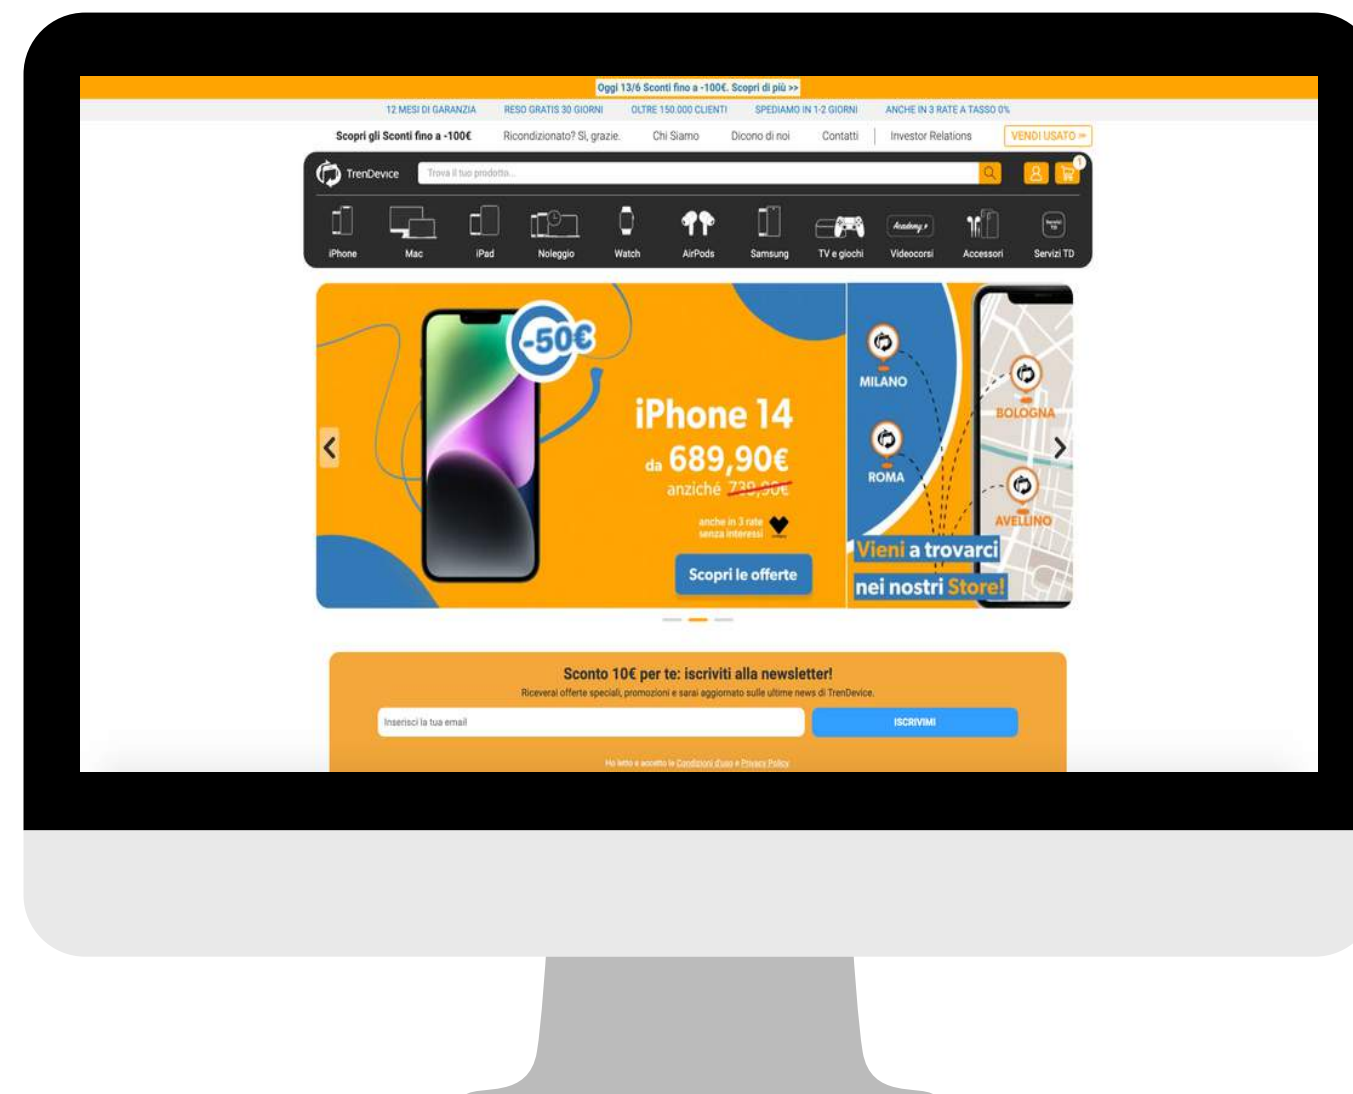 Oggi 13/6 Sconti fino a -100€. Scopri di più >>
12 MESI DI GARANZIA RESO GRATIS 30 GIORNI OLTRE 150.000 CLIENTI SPEDIAMO IN 1-2 GIORNI ANCHE IN 3 RATE A TASSO 0%
Scopri gli Sconti fino a -100€ Ricondizionato? Sì, grazie. Chi Siamo Dicono di noi Contatti Investor Relations VENDI USATO
TrenDevice Trova il tuo prodotto... 1
Academy
Servizi TD
iPhone Mac iPad Noleggio Watch AirPods Samsung TV e giochi Videocorsi Accessori Servizi TD
-50€
iPhone 14
da 689,90€
anziché 739,90€
anche in 3 rate
senza interessi
Scopri le offerte
MILANO
BOLOGNA
ROMA
AVELLINO
Vieni a trovarci
nei nostri Store!
Sconto 10€ per te: iscriviti alla newsletter!
Riceverai offerte speciali, promozioni e sarai aggiornato sulle ultime news di TrenDevice.
Inserisci la tua email ISCRIVIMI
Ho letto e accetto le Condizioni d'uso e Privacy Policy